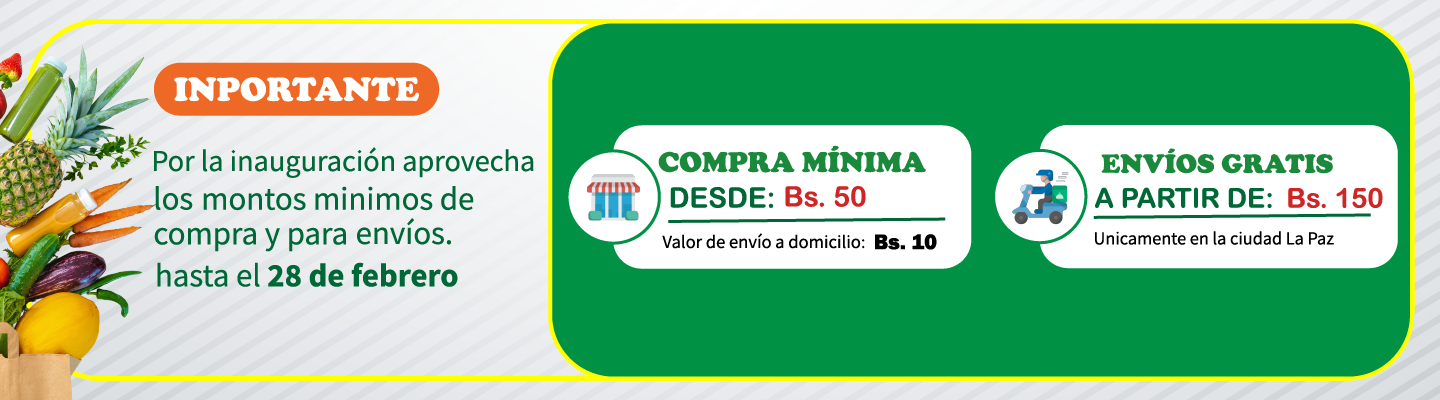 INPORTANTE
Por la inauguración aprovecha
los montos minimos de
compra y para envíos.
hasta el 28 de febrero
COMPRA MÍNIMA
DESDE: Bs. 50
Valor de envío a domicilio: Bs. 10
ENVÍOS GRATIS
A PARTIR DE: Bs. 150
Unicamente en la ciudad La Paz